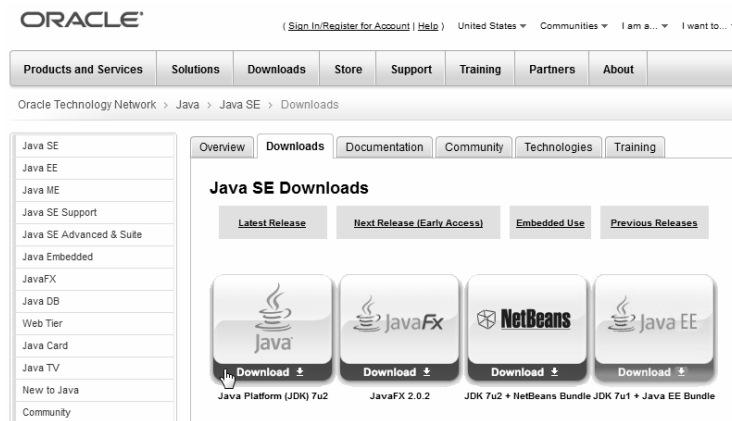 ORACLE
( Sign In/Register for Account | Help ) United States Communities I am a... I want to...
Products and Services Solutions Downloads Store Support Training Partners About
Oracle Technology Network > Java > Java SE > Downloads
Java SE
Java EE
Java ME
Java SE Support
Java SE Advanced & Suite
Java Embedded
JavaFX
Java DB
Web Tier
Java Card
Java TV
New to Java
Community
Overview Downloads Documentation Community Technologies Training
Java SE Downloads
Latest Release Next Release (Early Access) Embedded Use Previous Releases
Java JavaFX NetBeans Java EE
Download Download Download Download
Java Platform (JDK) 7u2 JavaFX 2.0.2 JDK 7u2 + NetBeans Bundle JDK 7u1 + Java EE Bundle